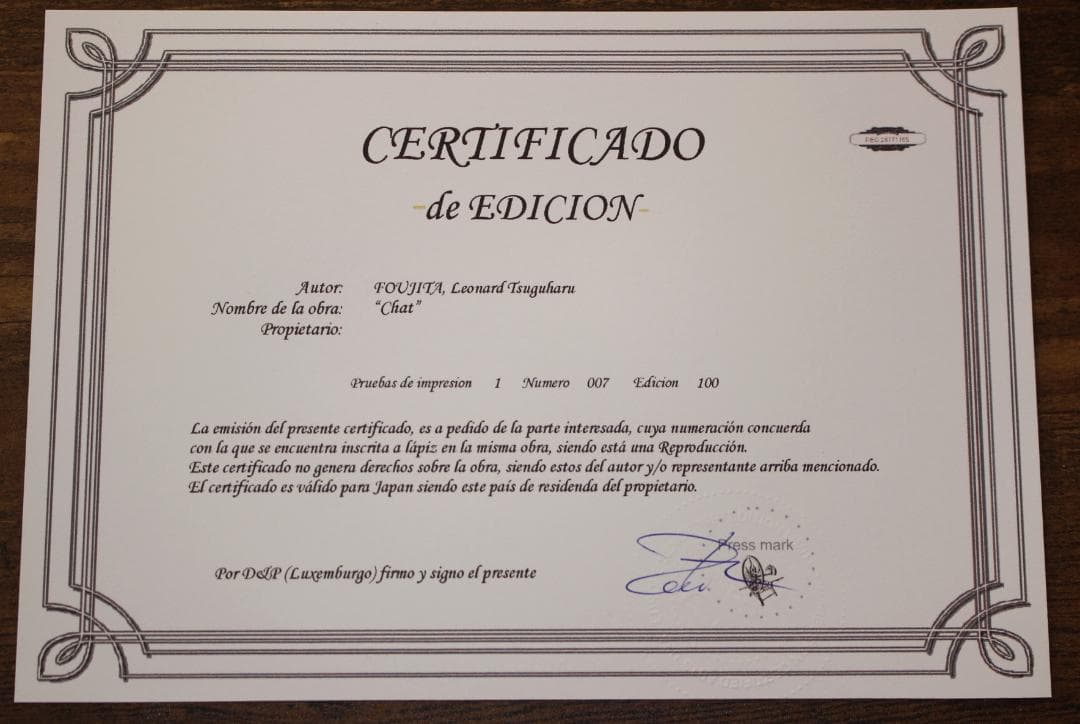 CERTIFICADO
-de EDICION-
Autor: FOUJITA, Leonard Tsuguharu
Nombre de la obra: "Chat"
Propietario:
Pruebas de impresion 1 Numero 007 Edicion 100
La emisión del presente certificado, es a pedido de la parte interesada, cuya numeración concuerda
con la que se encuentra inscrita a lápiz en la misma obra, siendo está una Reproducción.
Este certificado no genera derechos sobre la obra, siendo estos del autor y/o representante arriba mencionado.
El certificado es válido para Japan siendo este país de residenda del propietario.
Press mark
Por D&P (Luxemburgo) firmo y signo el presente